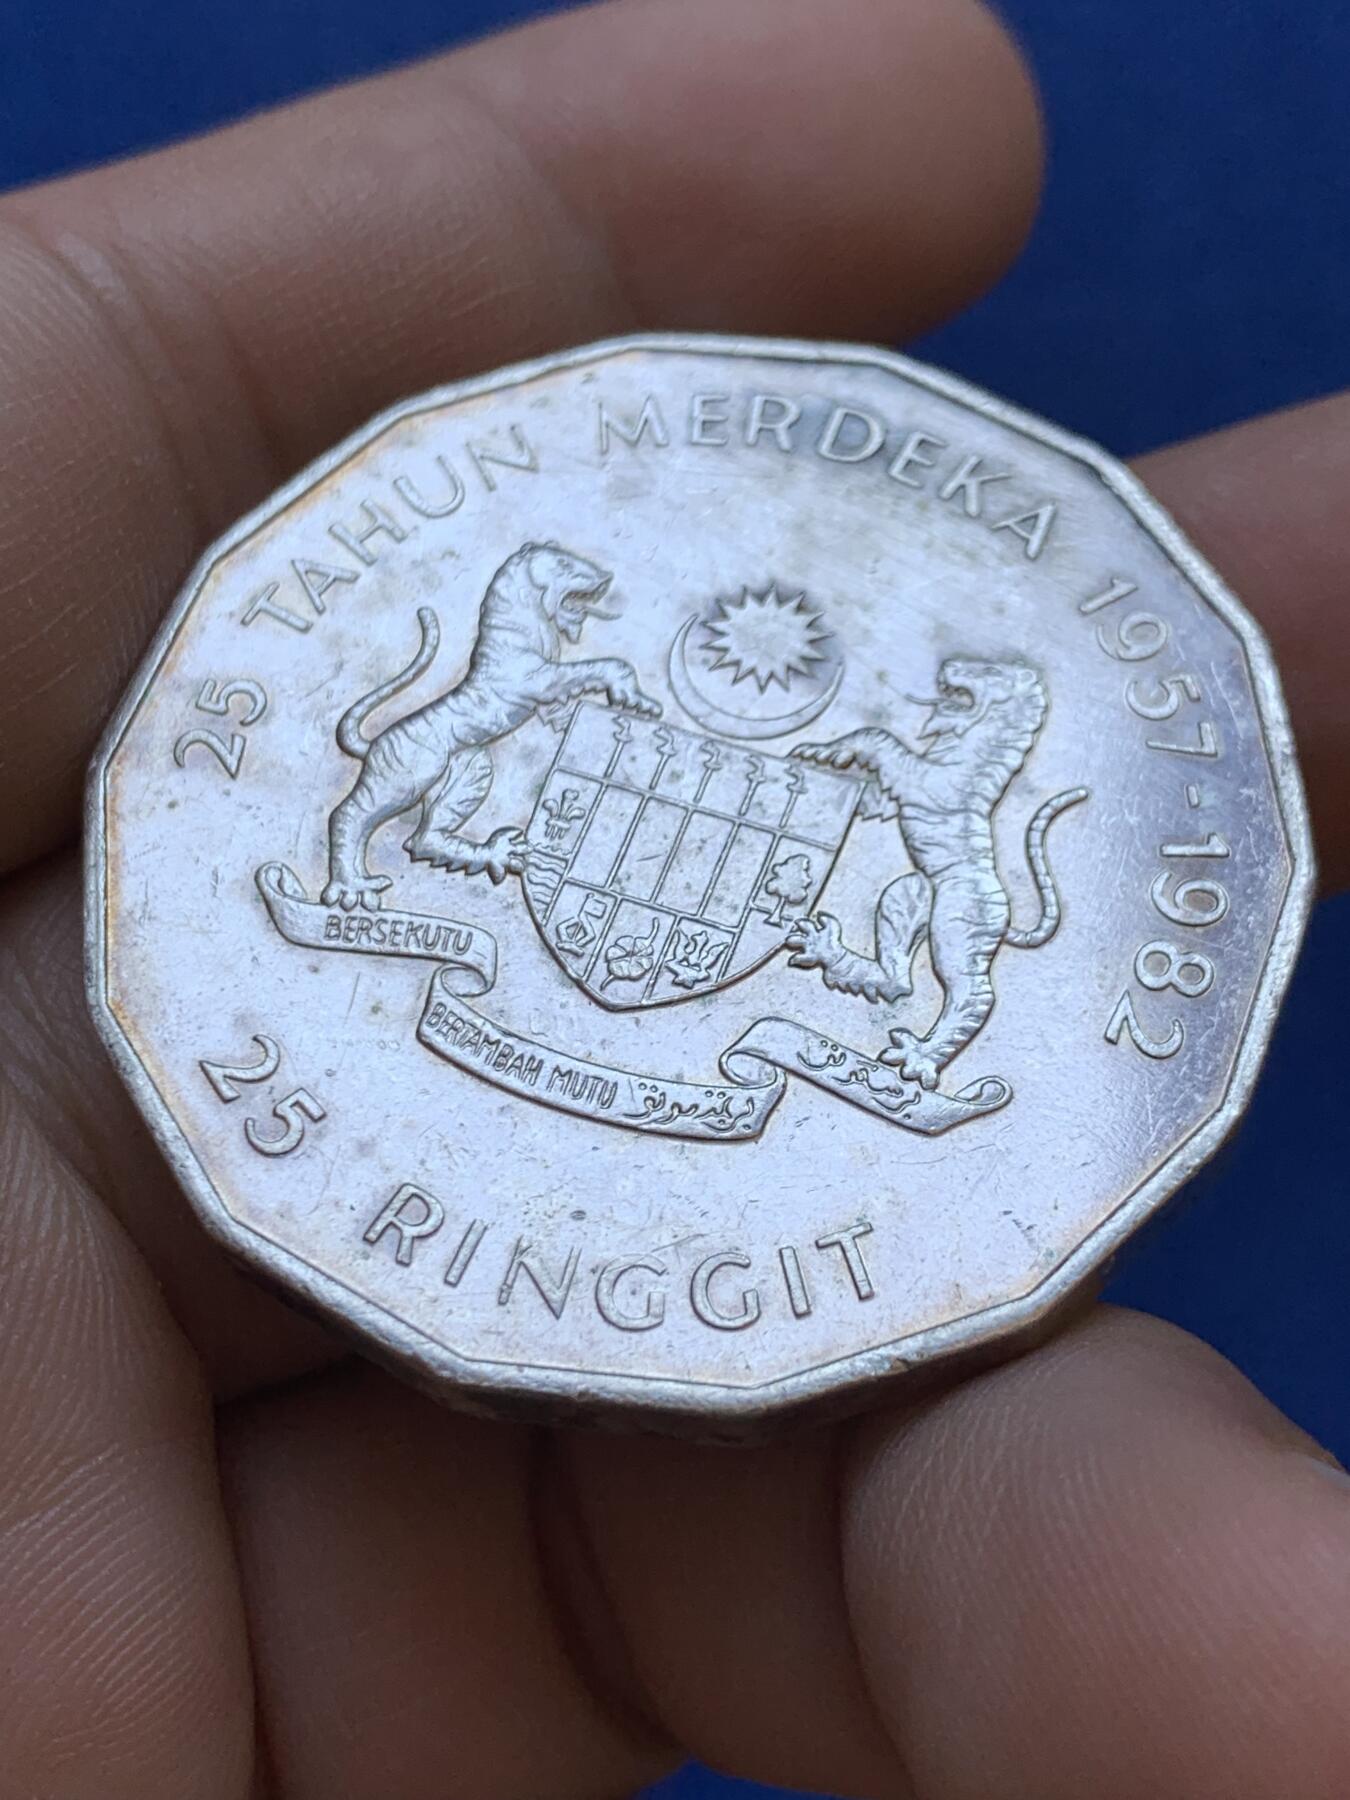 25 TAHUN MERDEKA 1957-1982
BERSEKUTU
BERTAMBAH MUTU
25 RINGGIT